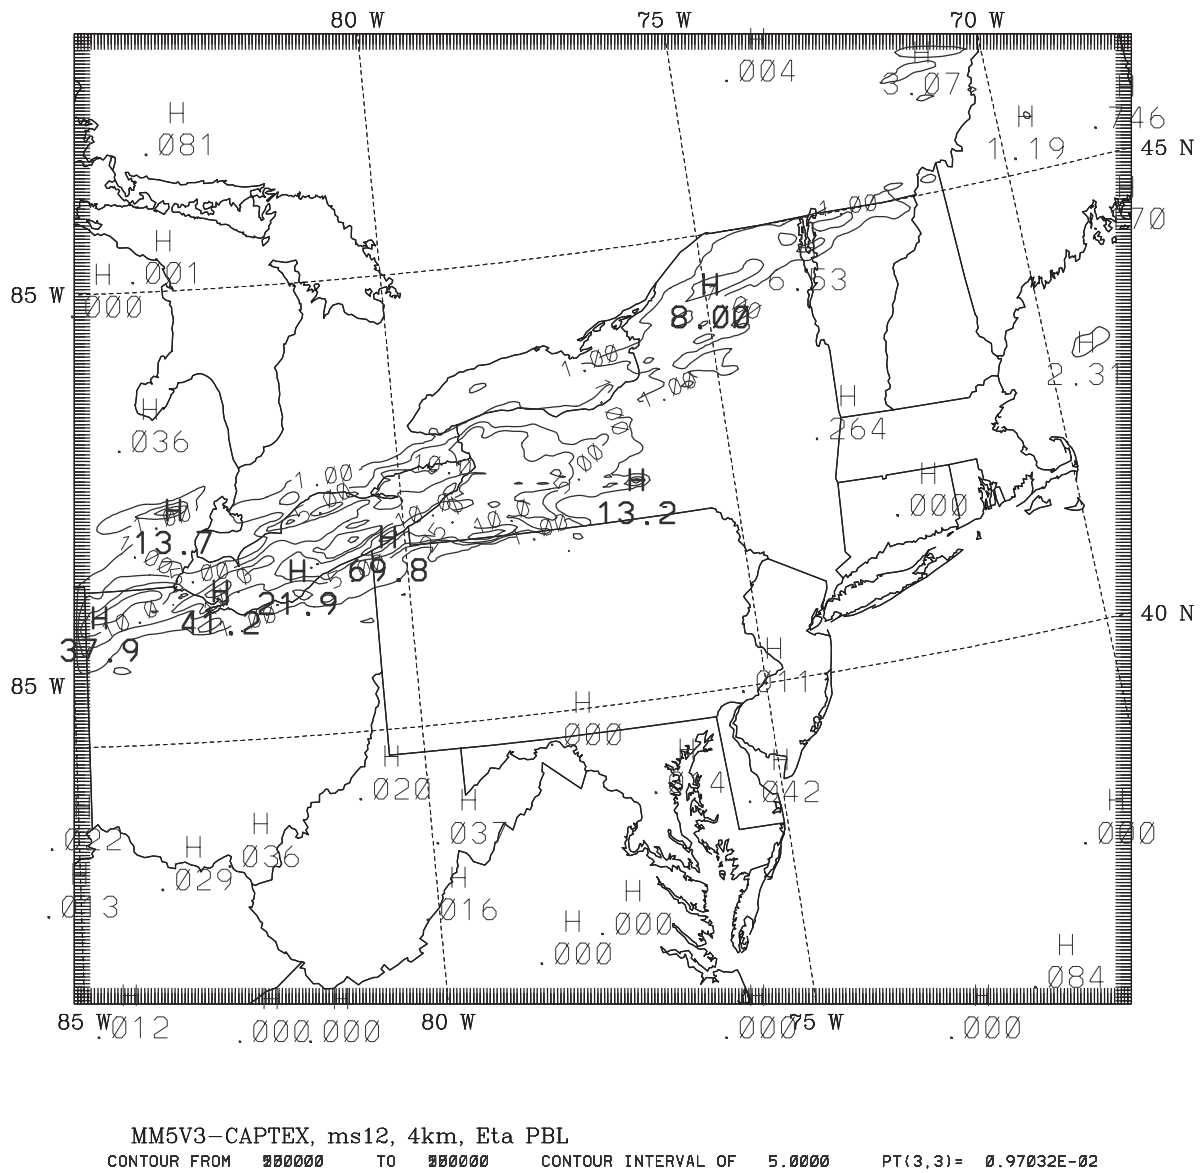 80 W 75 W 70 W
H
.004
H
3.07
H
.081
H
1.19
.746
45 N
1.00
H
.001
H
.000
85 W
6.53
H
8.00
1.00
1.00
H
2.31
H
.036
H
.264
1.00
H
.000
H
13.2
H
13.7
H
69.8
H
21.9
H
41.2
H
37.9
40 N
H
.011
85 W
H
.000
H
.020
H
.042
H
.037
H
.000
.022
H
.036
H
.029
H
.013
H
.016
H
.000
H
.000
H
.084
85 W .012 .000 .000 80 W .000 75 W .000
MM5V3-CAPTEX, ms12, 4km, Eta PBL
CONTOUR FROM TO CONTOUR INTERVAL OF 5.0000 PT(3,3)= 0.97032E-02